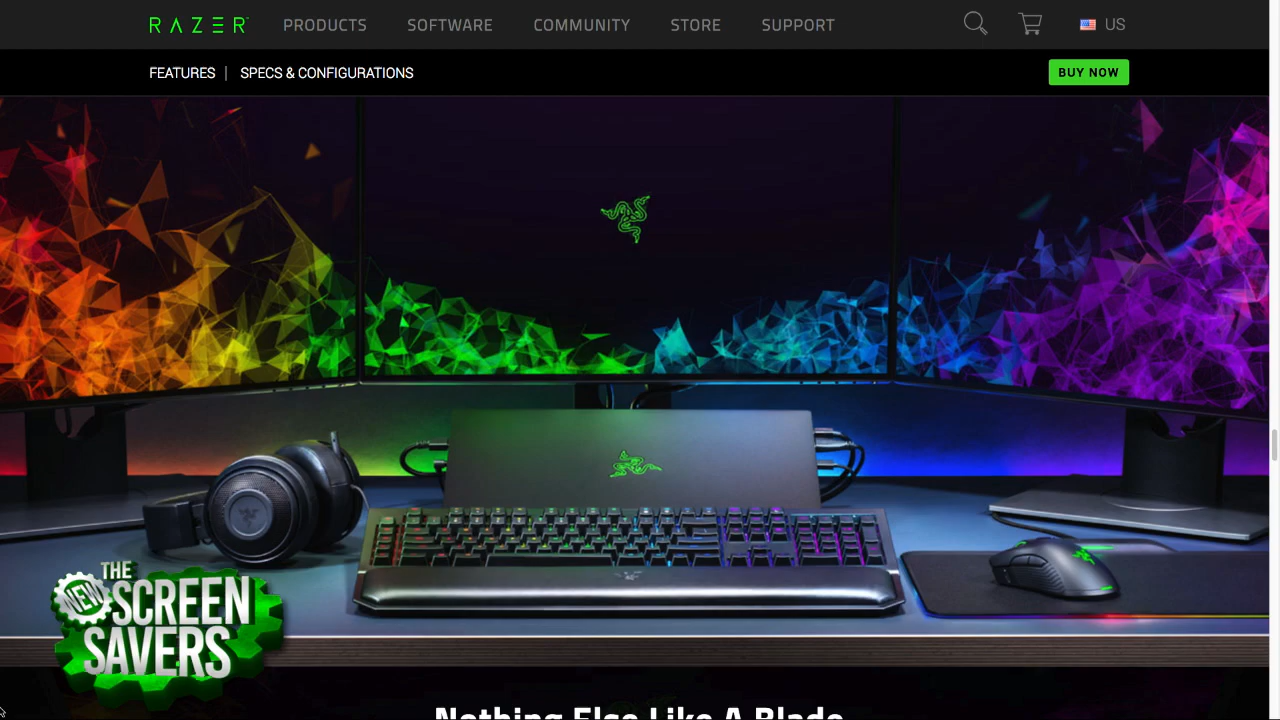 RAZER PRODUCTS SOFTWARE COMMUNITY STORE SUPPORT US
FEATURES | SPECS & CONFIGURATIONS BUY NOW
THE
NEW SCREEN
SAVERS
Nothing Else Like A Blade